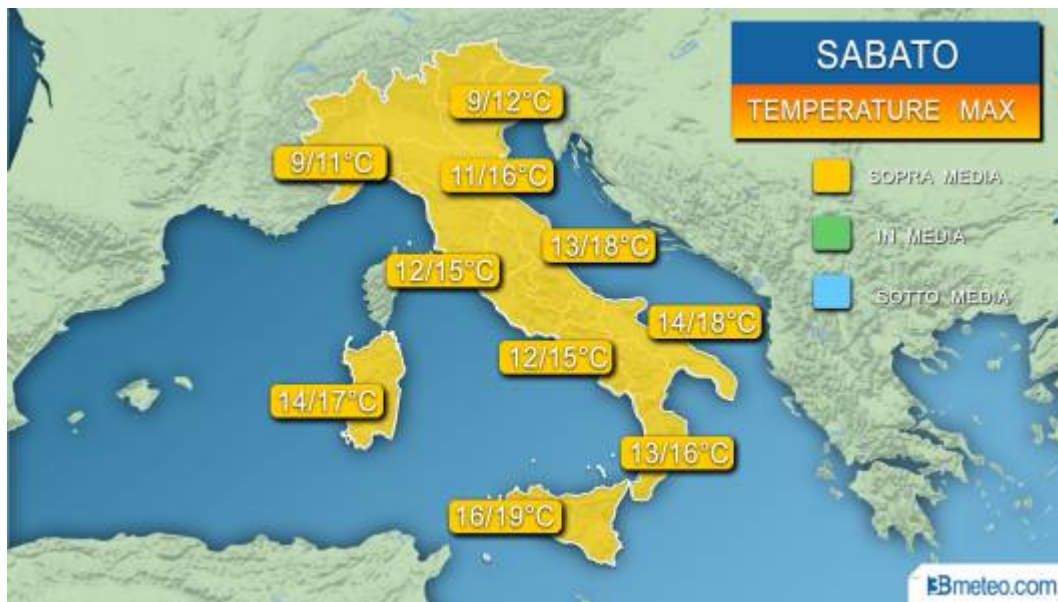 SABATO
TEMPERATURE MAX
SOPRA MEDIA
IN MEDIA
SOTTO MEDIA
9/12°C
9/11°C
11/16°C
13/18°C
12/15°C
14/18°C
12/15°C
14/17°C
13/16°C
16/19°C
3Bmeteo.com